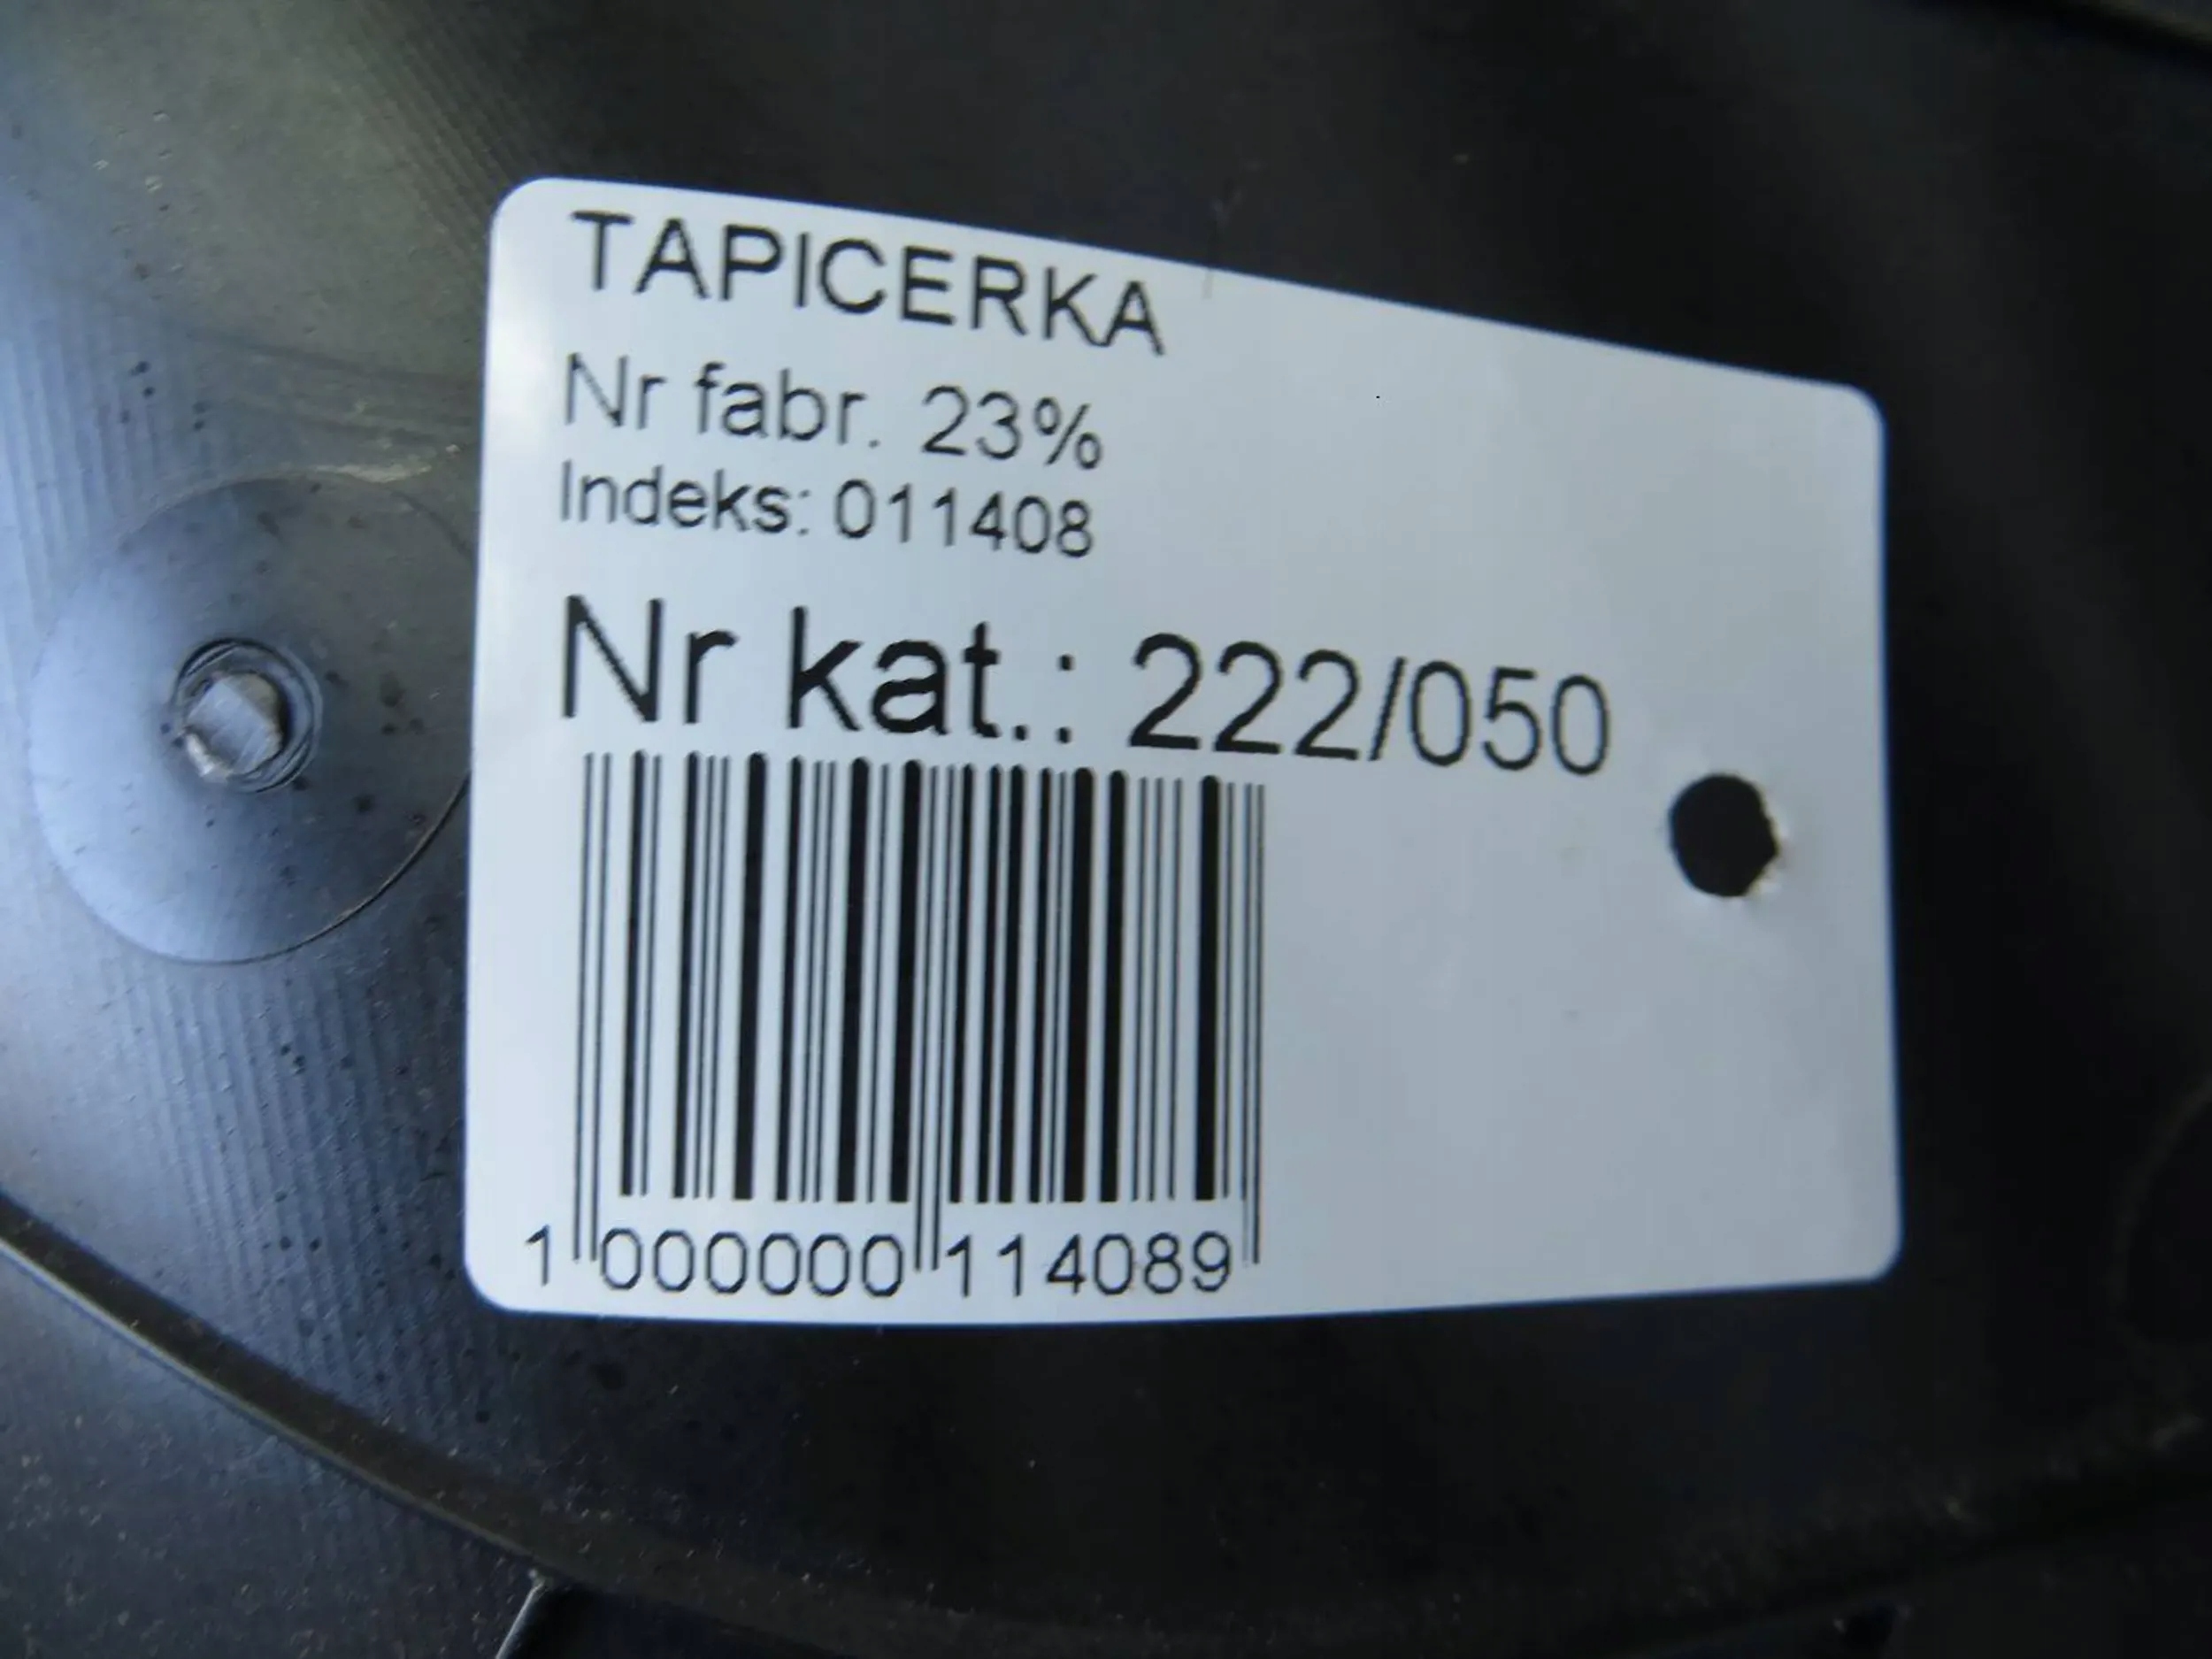 TAPICERKA
Nr fabr. 23%
Indeks: 011408
Nr kat.: 222/050
1 000000 114089